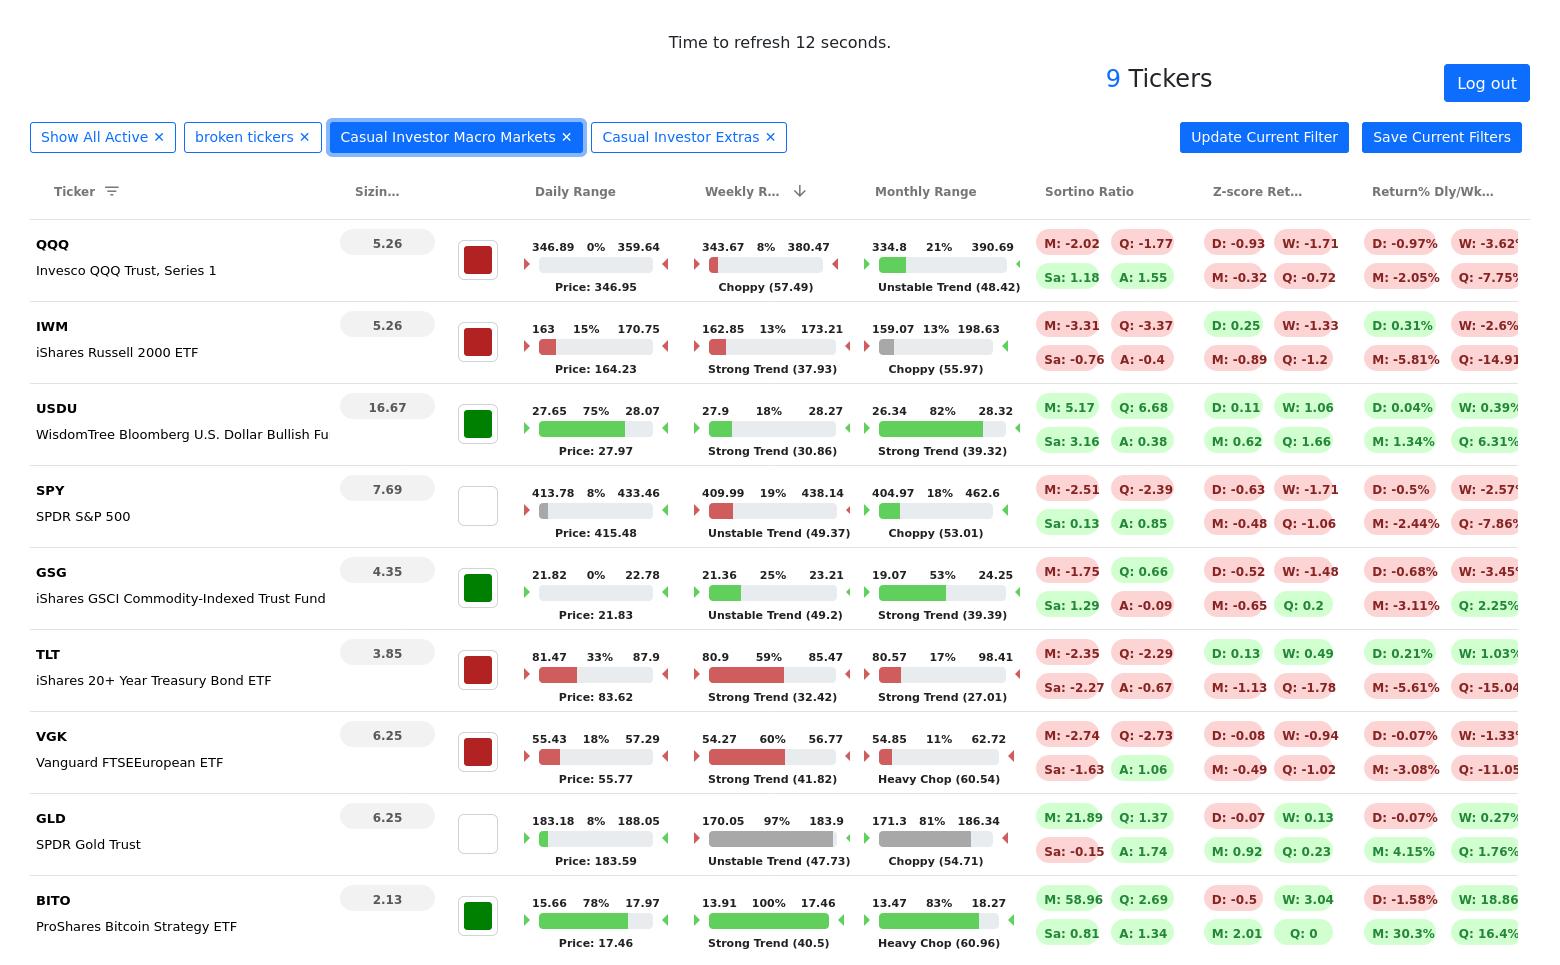 Time to refresh 12 seconds.
9 Tickers
Log out
Show All Active ✕ broken tickers ✕ Casual Investor Macro Markets ✕ Casual Investor Extras ✕ Update Current Filter Save Current Filters
Ticker Sizin... Daily Range Weekly R... Monthly Range Sortino Ratio Z-score Ret... Return% Dly/Wk...
QQQ 5.26 346.89 0% 359.64 343.67 8% 380.47 334.8 21% 390.69 M: -2.02 Q: -1.77 D: -0.93 W: -1.71 D: -0.97% W: -3.62%
Invesco QQQ Trust, Series 1 Price: 346.95 Choppy (57.49) Unstable Trend (48.42) Sa: 1.18 A: 1.55 M: -0.32 Q: -0.72 M: -2.05% Q: -7.75%
IWM 5.26 163 15% 170.75 162.85 13% 173.21 159.07 13% 198.63 M: -3.31 Q: -3.37 D: 0.25 W: -1.33 D: 0.31% W: -2.6%
iShares Russell 2000 ETF Price: 164.23 Strong Trend (37.93) Choppy (55.97) Sa: -0.76 A: -0.4 M: -0.89 Q: -1.2 M: -5.81% Q: -14.91
USDU 16.67 27.65 75% 28.07 27.9 18% 28.27 26.34 82% 28.32 M: 5.17 Q: 6.68 D: 0.11 W: 1.06 D: 0.04% W: 0.39%
WisdomTree Bloomberg U.S. Dollar Bullish Fu Price: 27.97 Strong Trend (30.86) Strong Trend (39.32) Sa: 3.16 A: 0.38 M: 0.62 Q: 1.66 M: 1.34% Q: 6.31%
SPY 7.69 413.78 8% 433.46 409.99 19% 438.14 404.97 18% 462.6 M: -2.51 Q: -2.39 D: -0.63 W: -1.71 D: -0.5% W: -2.57%
SPDR S&P 500 Price: 415.48 Unstable Trend (49.37) Choppy (53.01) Sa: 0.13 A: 0.85 M: -0.48 Q: -1.06 M: -2.44% Q: -7.86%
GSG 4.35 21.82 0% 22.78 21.36 25% 23.21 19.07 53% 24.25 M: -1.75 Q: 0.66 D: -0.52 W: -1.48 D: -0.68% W: -3.45%
iShares GSCI Commodity-Indexed Trust Fund Price: 21.83 Unstable Trend (49.2) Strong Trend (39.39) Sa: 1.29 A: -0.09 M: -0.65 Q: 0.2 M: -3.11% Q: 2.25%
TLT 3.85 81.47 33% 87.9 80.9 59% 85.47 80.57 17% 98.41 M: -2.35 Q: -2.29 D: 0.13 W: 0.49 D: 0.21% W: 1.03%
iShares 20+ Year Treasury Bond ETF Price: 83.62 Strong Trend (32.42) Strong Trend (27.01) Sa: -2.27 A: -0.67 M: -1.13 Q: -1.78 M: -5.61% Q: -15.04
VGK 6.25 55.43 18% 57.29 54.27 60% 56.77 54.85 11% 62.72 M: -2.74 Q: -2.73 D: -0.08 W: -0.94 D: -0.07% W: -1.33%
Vanguard FTSEEuropean ETF Price: 55.77 Strong Trend (41.82) Heavy Chop (60.54) Sa: -1.63 A: 1.06 M: -0.49 Q: -1.02 M: -3.08% Q: -11.05
GLD 6.25 183.18 8% 188.05 170.05 97% 183.9 171.3 81% 186.34 M: 21.89 Q: 1.37 D: -0.07 W: 0.13 D: -0.07% W: 0.27%
SPDR Gold Trust Price: 183.59 Unstable Trend (47.73) Choppy (54.71) Sa: -0.15 A: 1.74 M: 0.92 Q: 0.23 M: 4.15% Q: 1.76%
BITO 2.13 15.66 78% 17.97 13.91 100% 17.46 13.47 83% 18.27 M: 58.96 Q: 2.69 D: -0.5 W: 3.04 D: -1.58% W: 18.86
ProShares Bitcoin Strategy ETF Price: 17.46 Strong Trend (40.5) Heavy Chop (60.96) Sa: 0.81 A: 1.34 M: 2.01 Q: 0 M: 30.3% Q: 16.4%